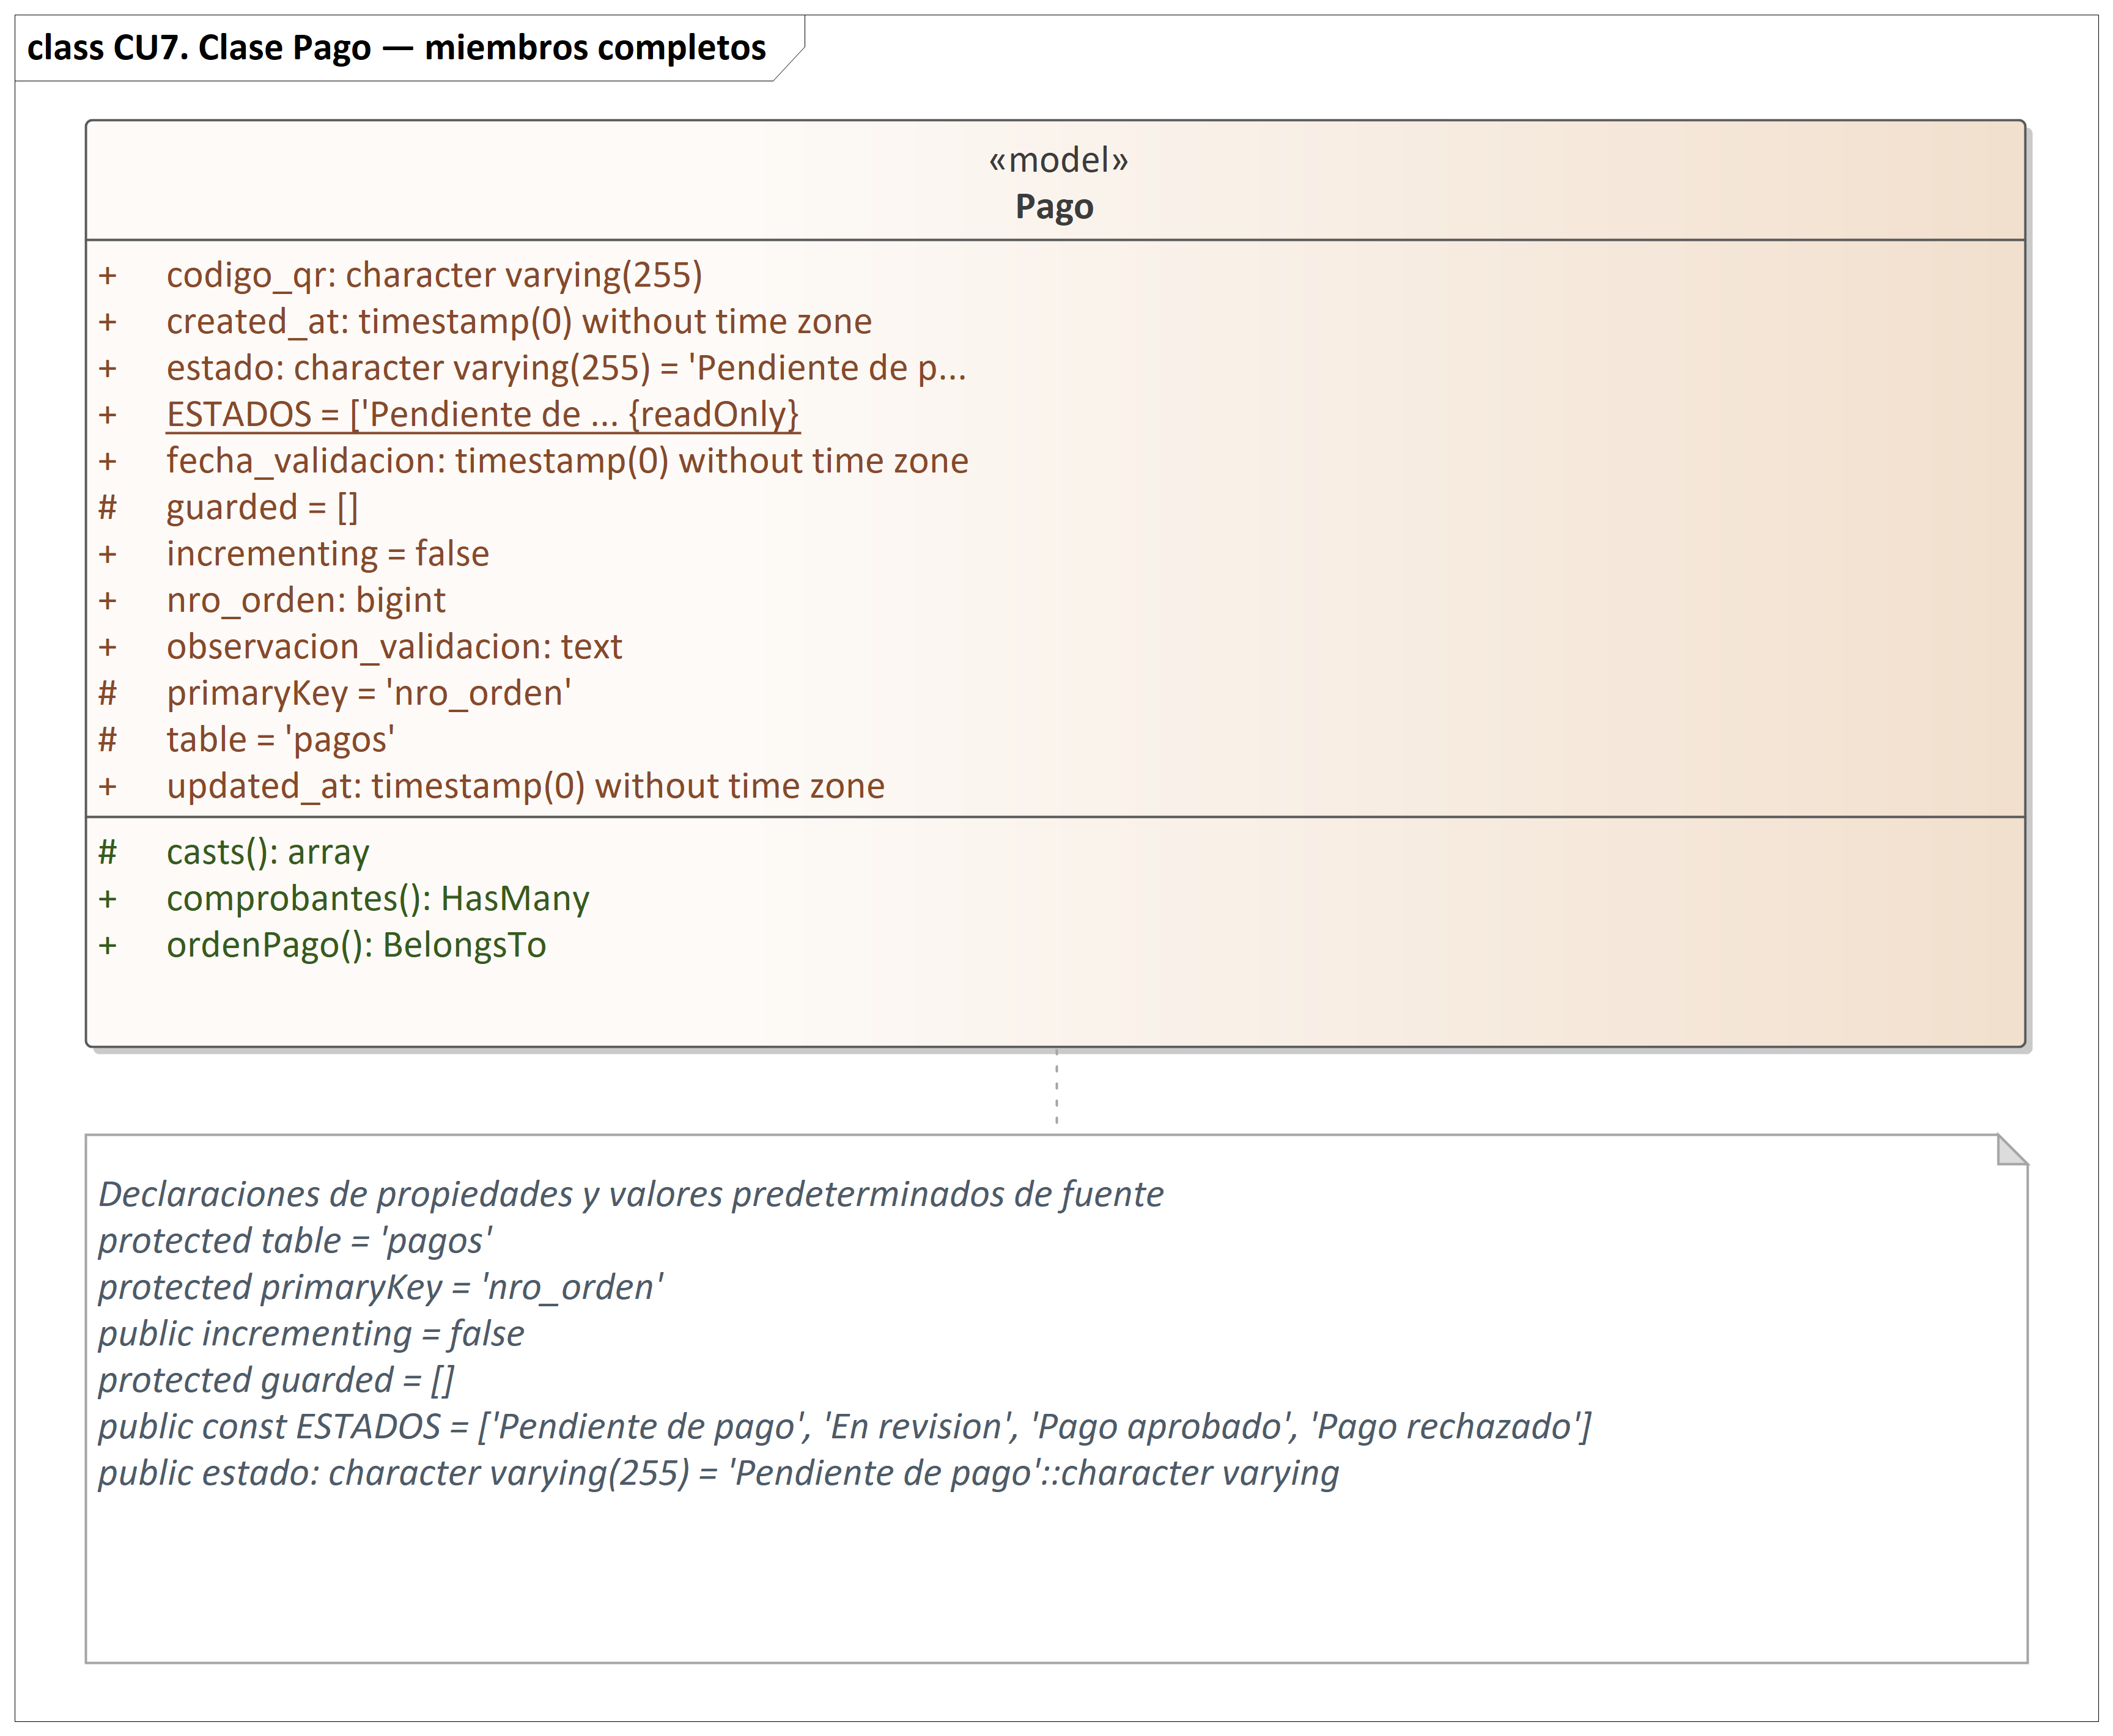 class CU7. Clase Pago — miembros completos
«model»
Pago
+ codigo_qr: character varying(255)
+ created_at: timestamp(0) without time zone
+ estado: character varying(255) = 'Pendiente de p...
+ ESTADOS = ['Pendiente de ... {readOnly}
+ fecha_validacion: timestamp(0) without time zone
# guarded = []
+ incrementing = false
+ nro_orden: bigint
+ observacion_validacion: text
# primaryKey = 'nro_orden'
# table = 'pagos'
+ updated_at: timestamp(0) without time zone
# casts(): array
+ comprobantes(): HasMany
+ ordenPago(): BelongsTo
Declaraciones de propiedades y valores predeterminados de fuente
protected table = 'pagos'
protected primaryKey = 'nro_orden'
public incrementing = false
protected guarded = []
public const ESTADOS = ['Pendiente de pago', 'En revision', 'Pago aprobado', 'Pago rechazado']
public estado: character varying(255) = 'Pendiente de pago'::character varying